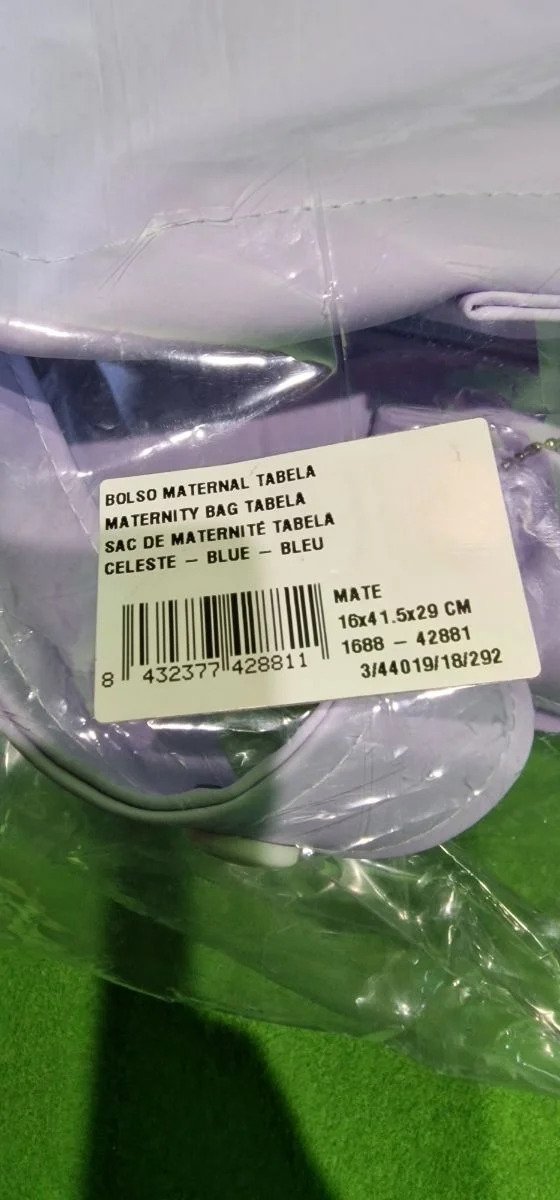 BOLSO MATERNAL TABELA
MATERNITY BAG TABELA
SAC DE MATERNITÉ TABELA
CELESTE – BLUE – BLEU
MATE
16x41.5x29 CM
1688 – 42881
3/44019/18/292
8 432377 428811